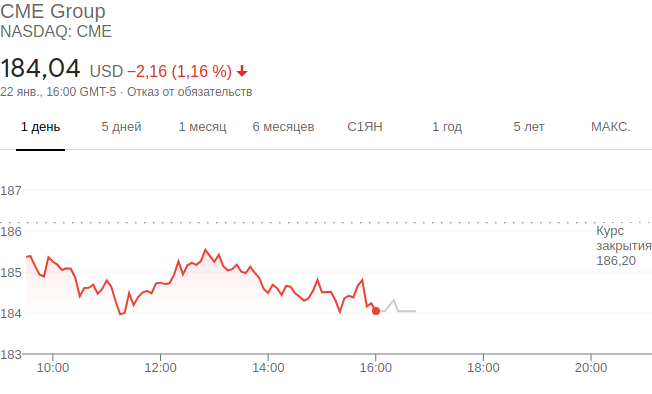 CME Group
NASDAQ: CME
184,04 USD −2,16 (1,16 %)
22 янв., 16:00 GMT-5 · Отказ от обязательств
1 день 5 дней 1 месяц 6 месяцев С1ЯН 1 год 5 лет МАКС.
187
186
Курс
закрытия
186,20
185
184
183
10:00 12:00 14:00 16:00 18:00 20:00